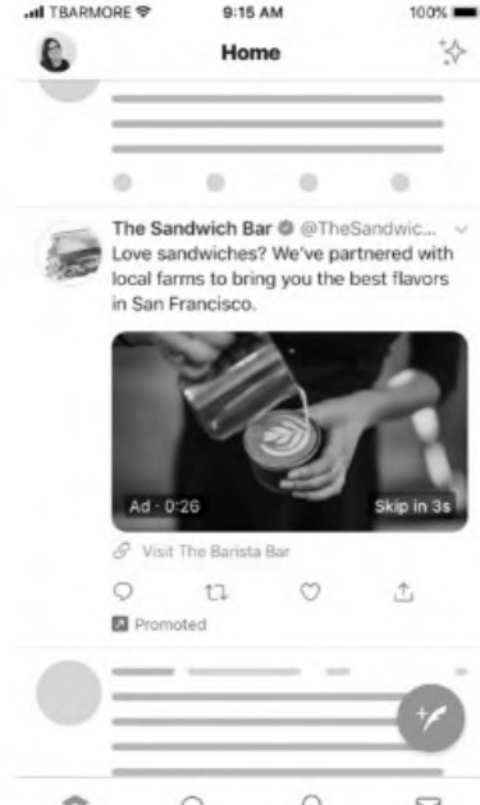 TBARMORE 9:15 AM 100%
Home
The Sandwich Bar @TheSandwic...
Love sandwiches? We've partnered with
local farms to bring you the best flavors
in San Francisco.
Ad · 0:26 Skip in 3s
Visit The Barista Bar
Promoted